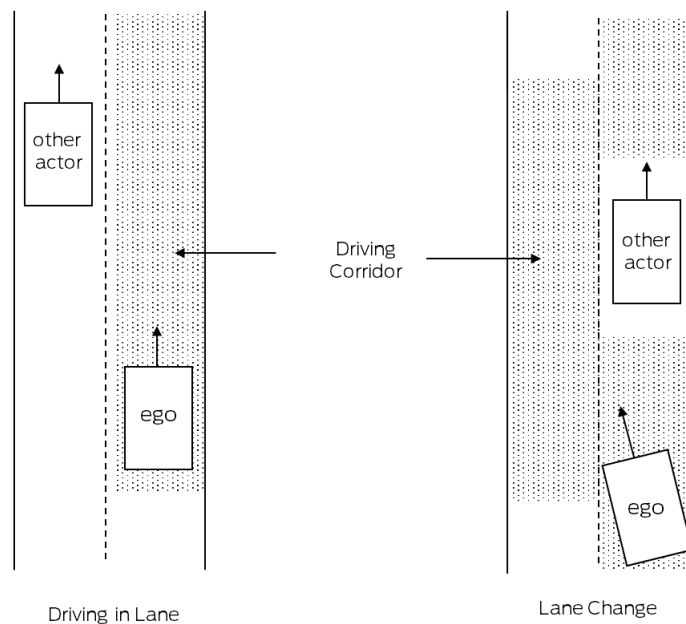 other
actor
ego
Driving in Lane
Driving
Corridor
other
actor
ego
Lane Change